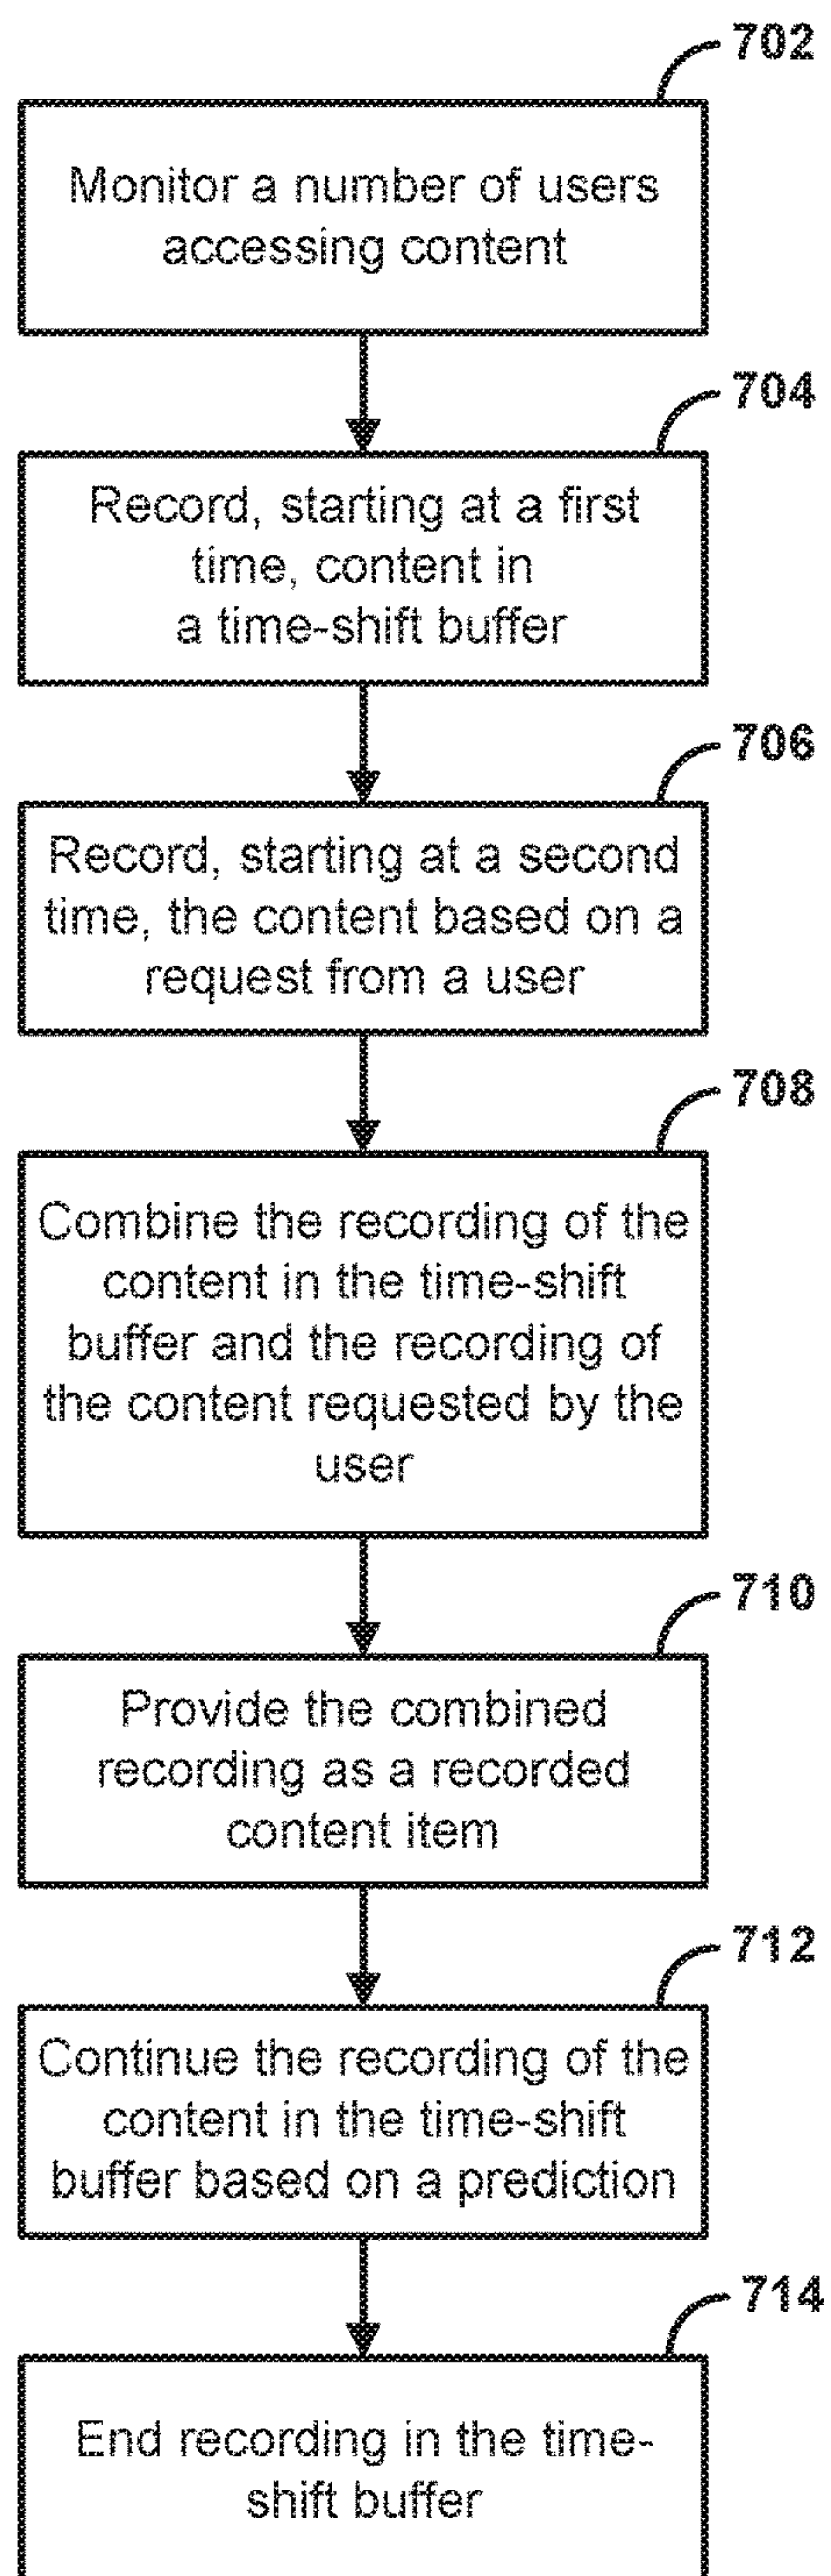 702
Monitor a number of users
accessing content
704
Record, starting at a first
time, content in
a time-shift buffer
706
Record, starting at a second
time, the content based on a
request from a user
708
Combine the recording of the
content in the time-shift
buffer and the recording of
the content requested by the
user
710
Provide the combined
recording as a recorded
content item
712
Continue the recording of the
content in the time-shift
buffer based on a prediction
714
End recording in the time-
shift buffer